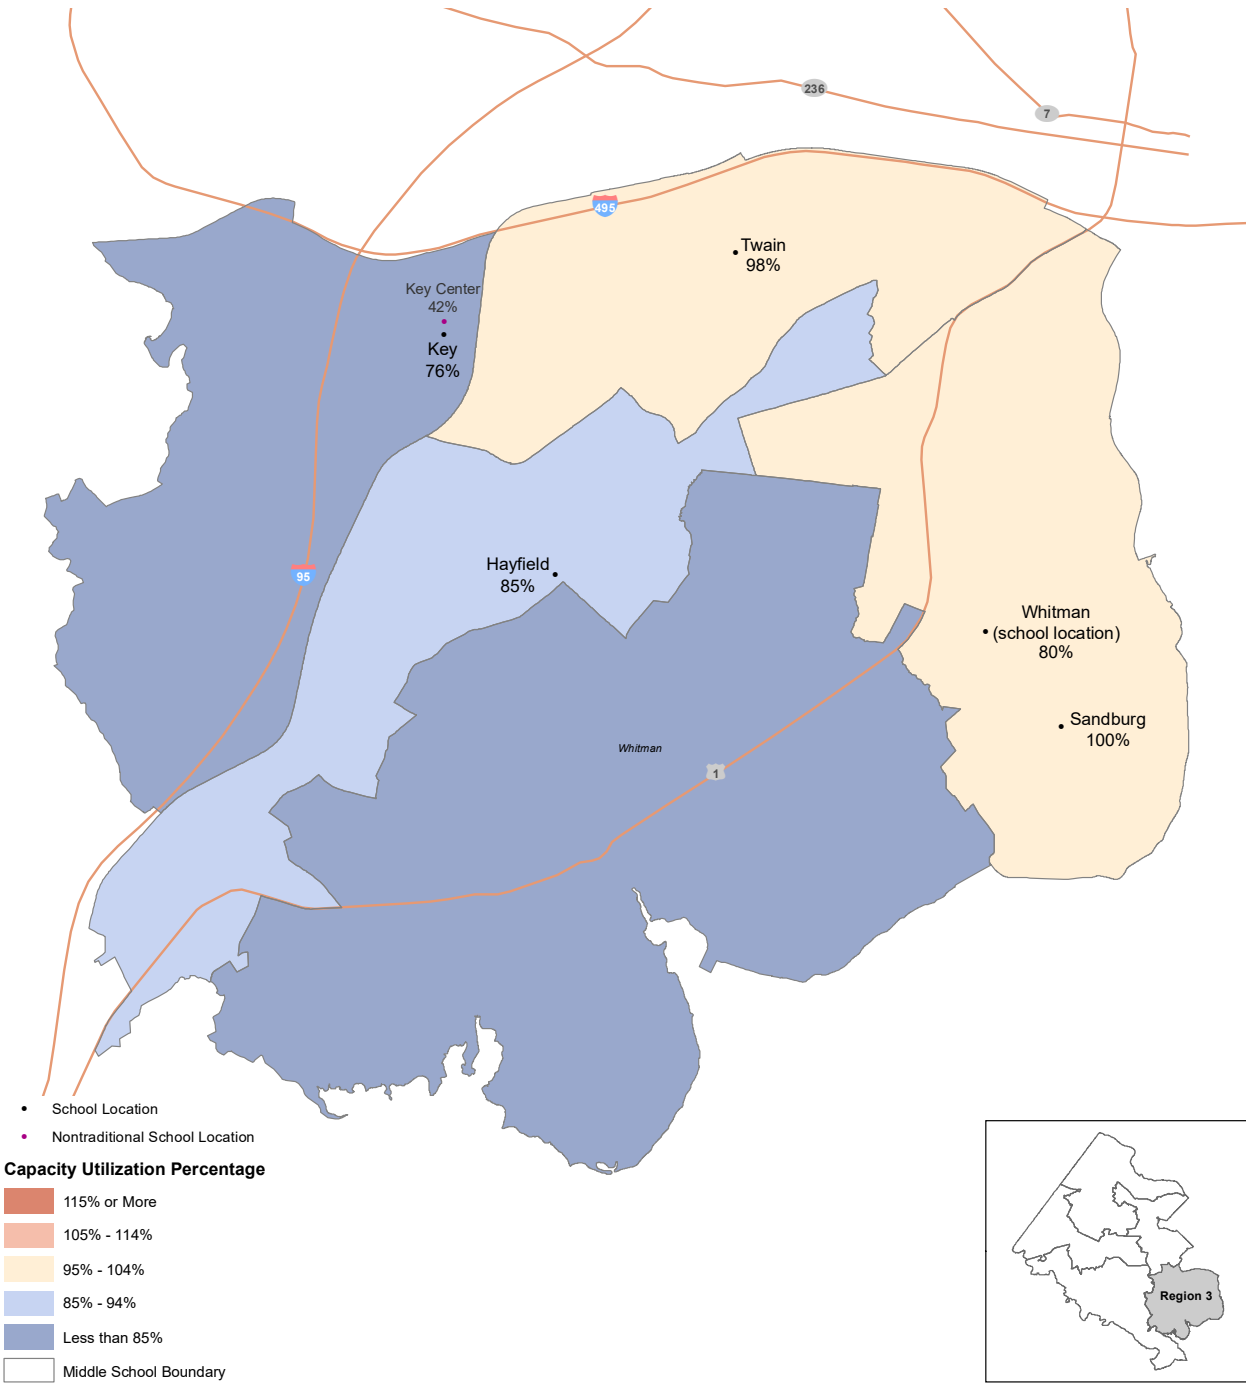 236
7
495
Twain
98%
Key Center
42%
Key
76%
Hayfield
85%
95
Whitman
(school location)
80%
Sandburg
100%
Whitman
1
School Location
Nontraditional School Location
Capacity Utilization Percentage
115% or More
105% - 114%
95% - 104%
85% - 94%
Less than 85%
Middle School Boundary
Region 3